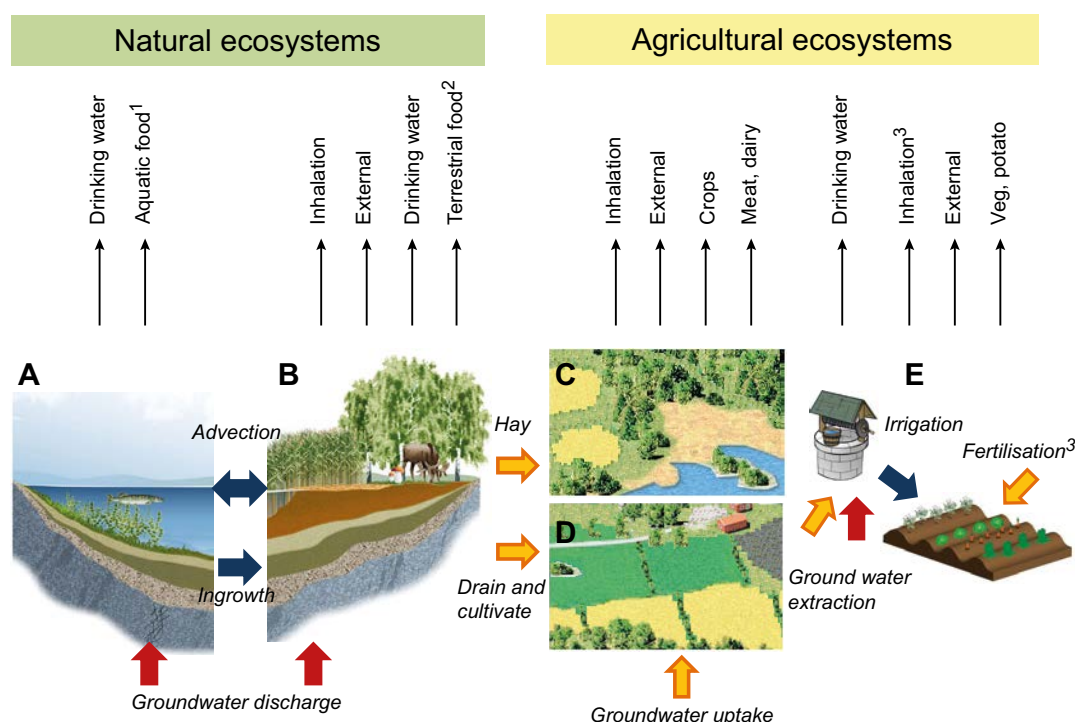 Natural ecosystems
Agricultural ecosystems
Drinking water
Aquatic food1
Inhalation
External
Drinking water
Terrestrial food2
Inhalation
External
Crops
Meat, dairy
Drinking water
Inhalation3
External
Veg, potato
A
B
C
D
E
Advection
Ingrowth
Hay
Drain and
cultivate
Irrigation
Fertilisation3
Ground water
extraction
Groundwater discharge
Groundwater uptake